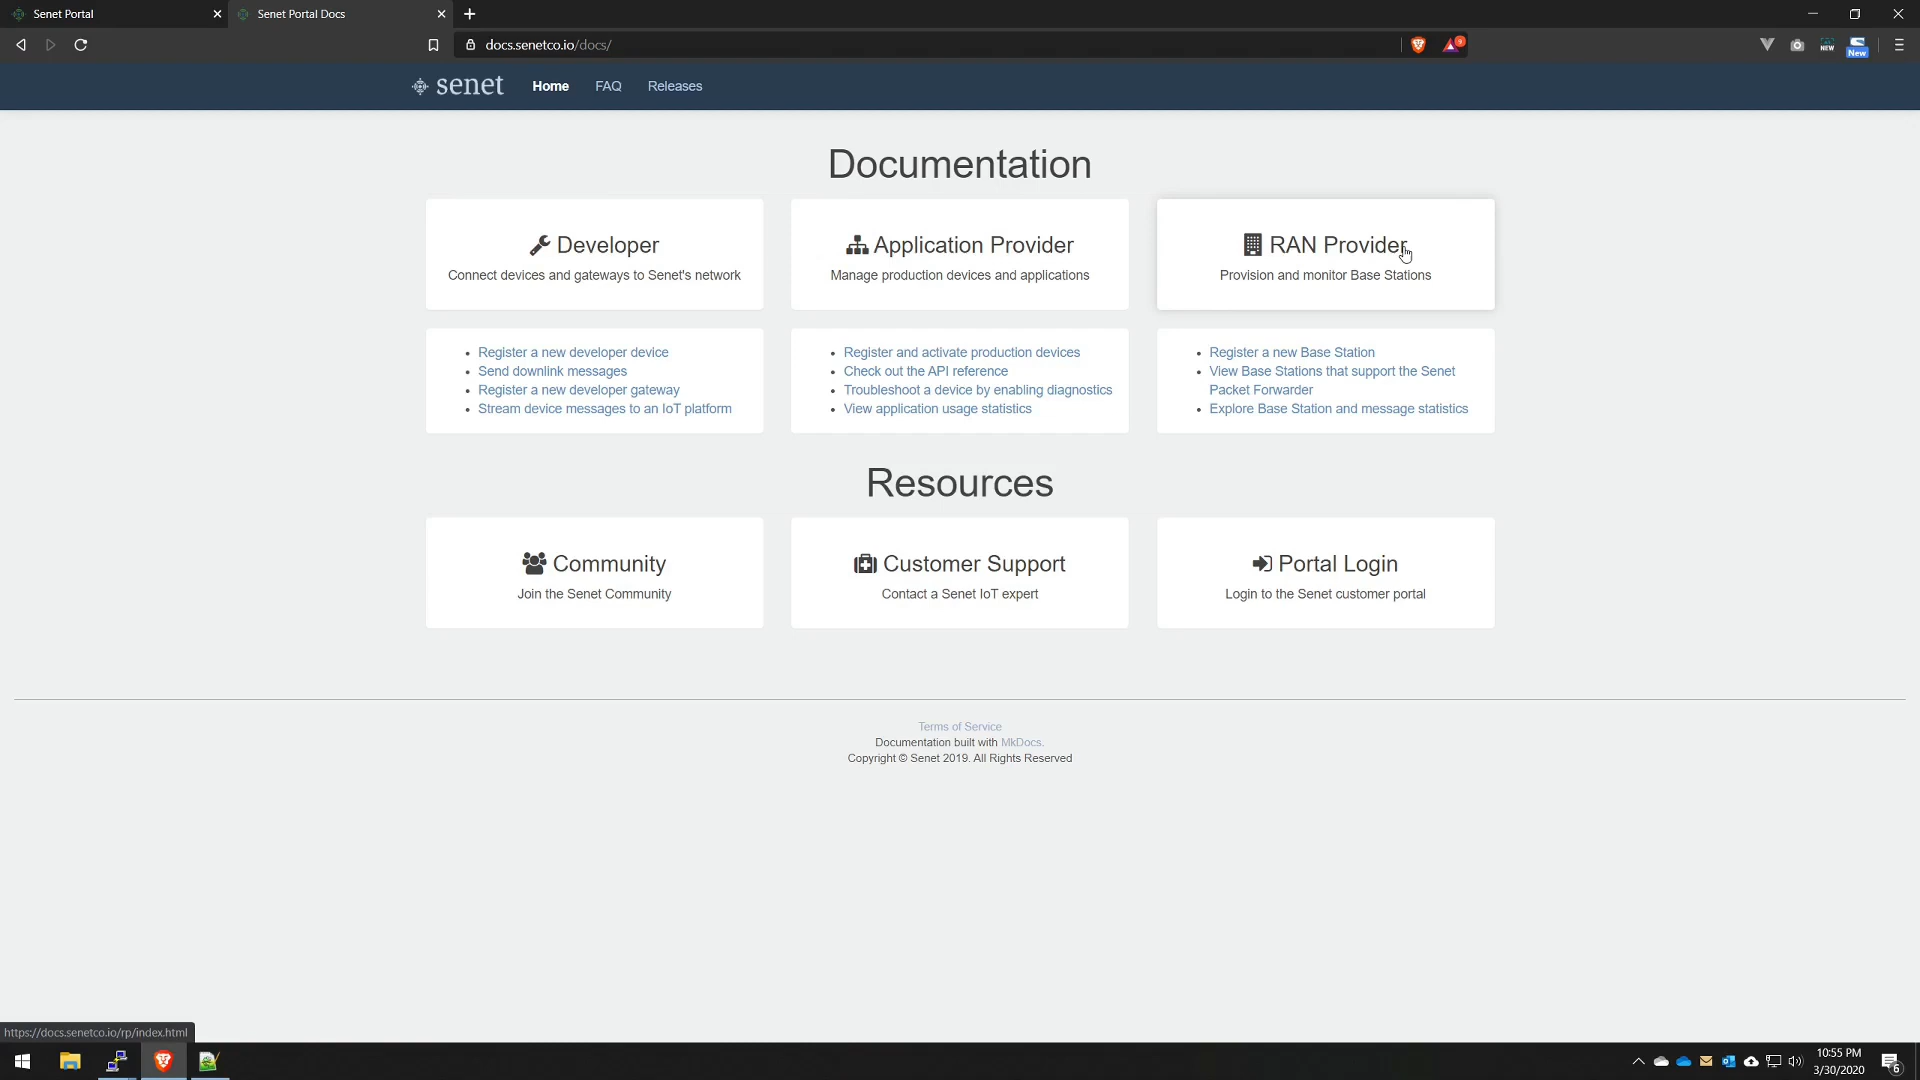 Senet Portal
Senet Portal Docs
docs.senetco.io/docs/
9
NEW
New
senet
Home
FAQ
Releases
Documentation
Developer
Connect devices and gateways to Senet's network
Application Provider
Manage production devices and applications
RAN Provider
Provision and monitor Base Stations
Register a new developer device
Send downlink messages
Register a new developer gateway
Stream device messages to an IoT platform
Register and activate production devices
Check out the API reference
Troubleshoot a device by enabling diagnostics
View application usage statistics
Register a new Base Station
View Base Stations that support the Senet
Packet Forwarder
Explore Base Station and message statistics
Resources
Community
Join the Senet Community
Customer Support
Contact a Senet IoT expert
Portal Login
Login to the Senet customer portal
Terms of Service
Documentation built with MkDocs.
Copyright © Senet 2019. All Rights Reserved
https://docs.senetco.io/rp/index.html
10:55 PM
3/30/2020
6